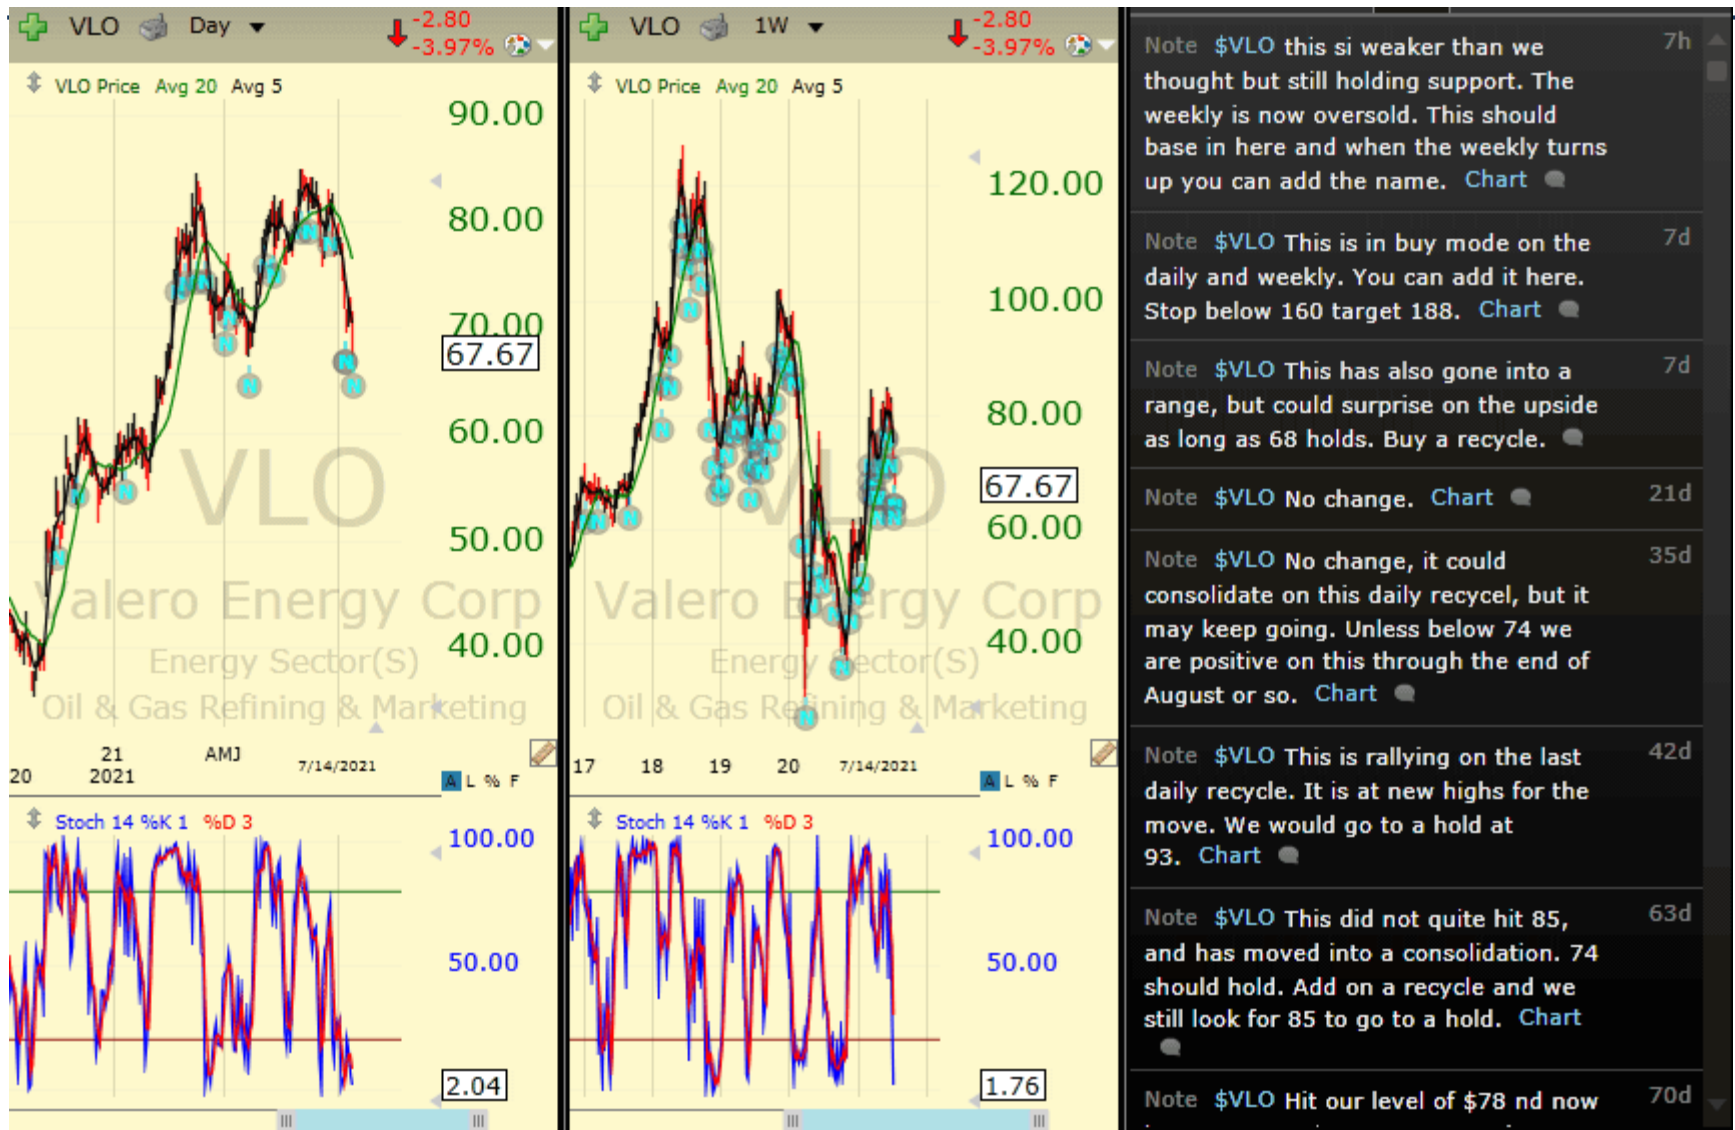 VLO Day -2.80
-3.97%
VLO Price Avg 20 Avg 5
90.00
80.00
70.00
67.67
60.00
50.00
40.00
VLO
Valero Energy Corp
Energy Sector(S)
Oil & Gas Refining & Marketing
20 21 AMJ 7/14/2021
2021
A L % F
Stoch 14 %K 1 %D 3
100.00
50.00
2.04
VLO 1W -2.80
-3.97%
VLO Price Avg 20 Avg 5
120.00
100.00
80.00
67.67
60.00
40.00
VLO
Valero Energy Corp
Energy Sector(S)
Oil & Gas Refining & Marketing
17 18 19 20 7/14/2021
A L % F
Stoch 14 %K 1 %D 3
100.00
50.00
1.76
Note $VLO this si weaker than we 7h
thought but still holding support. The
weekly is now oversold. This should
base in here and when the weekly turns
up you can add the name. Chart
Note $VLO This is in buy mode on the 7d
daily and weekly. You can add it here.
Stop below 160 target 188. Chart
Note $VLO This has also gone into a 7d
range, but could surprise on the upside
as long as 68 holds. Buy a recycle.
Note $VLO No change. Chart 21d
Note $VLO No change, it could 35d
consolidate on this daily recycel, but it
may keep going. Unless below 74 we
are positive on this through the end of
August or so. Chart
Note $VLO This is rallying on the last 42d
daily recycle. It is at new highs for the
move. We would go to a hold at
93. Chart
Note $VLO This did not quite hit 85, 63d
and has moved into a consolidation. 74
should hold. Add on a recycle and we
still look for 85 to go to a hold. Chart
Note $VLO Hit our level of $78 nd now 70d